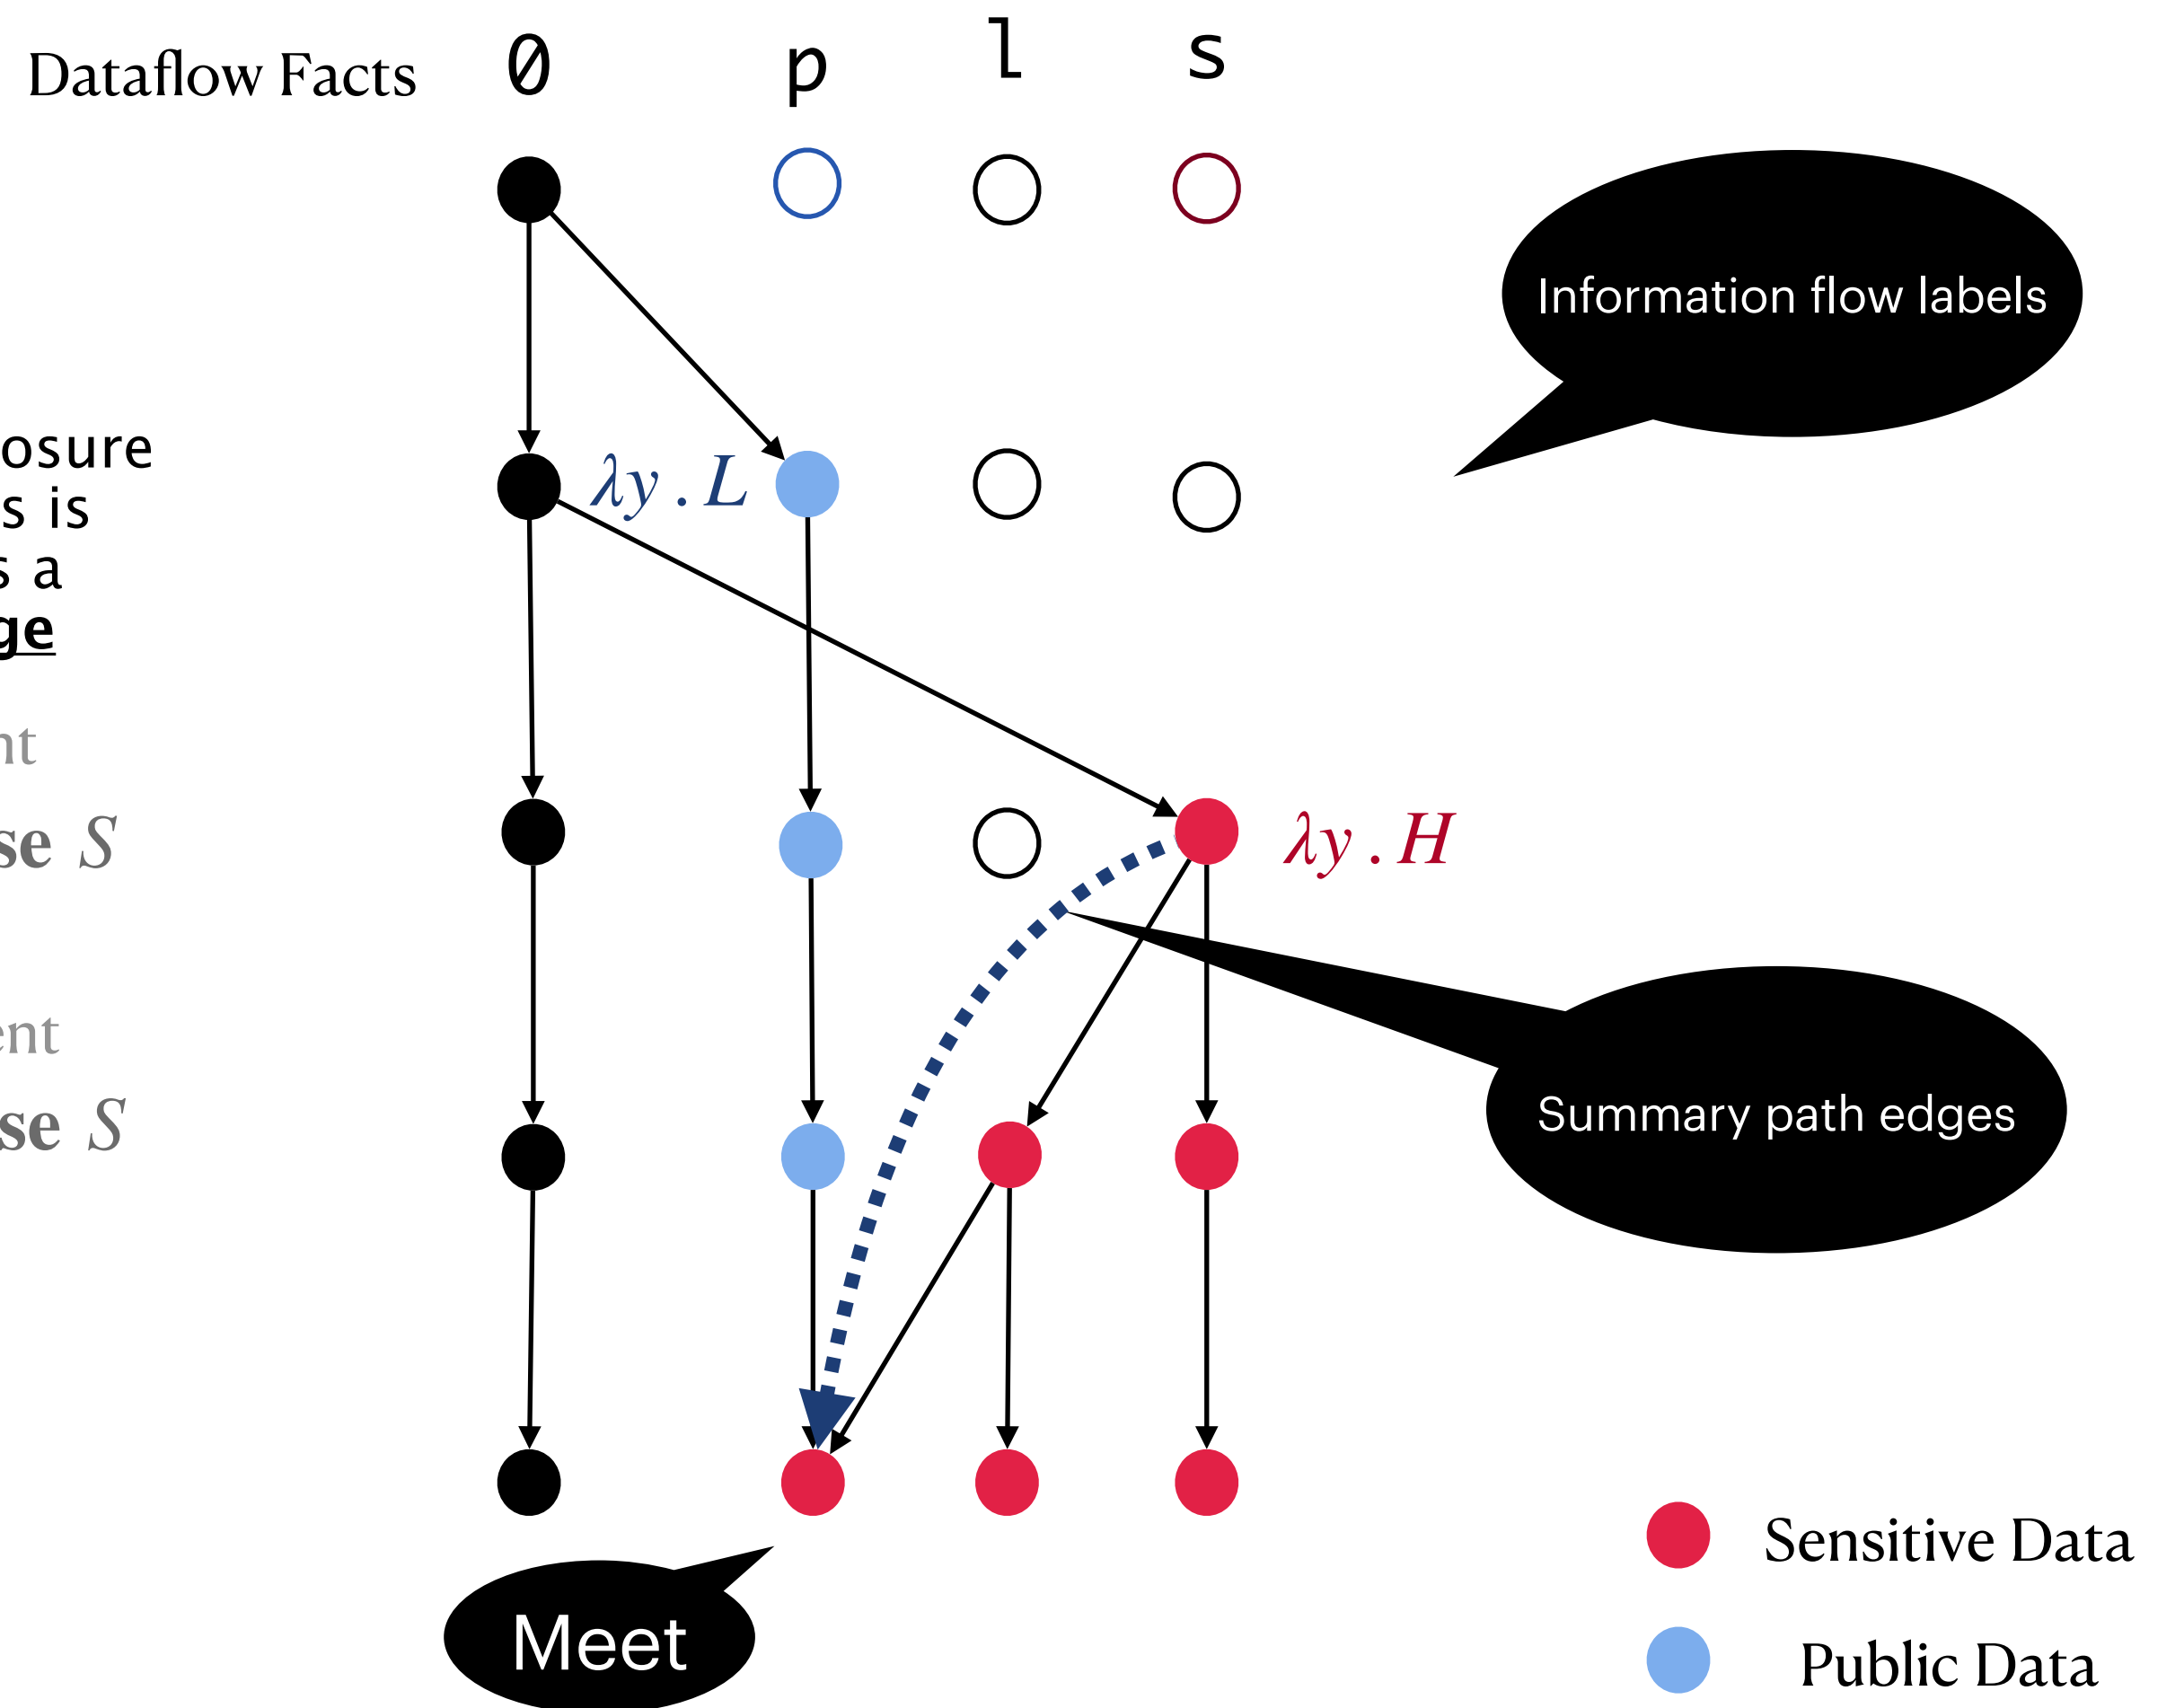 Dataflow Facts 0 p l s
Information flow labels
osure
s is
s a
ge
λy . L
nt
se S
λy . H
ent
Summary path edges
se S
Sensitive Data
Meet
Public Data